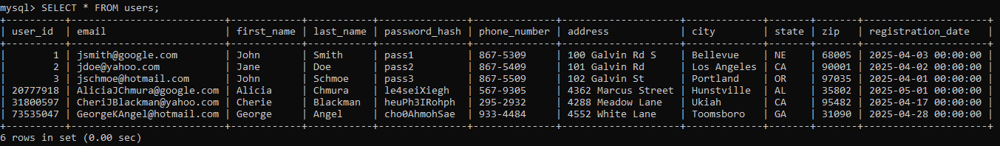 mysql> SELECT * FROM users;
+----------+--------------------------+------------+-----------+---------------+--------------+--------------------+-------------+-------+-------+---------------------+
| user_id  | email                    | first_name | last_name | password_hash | phone_number | address            | city        | state | zip   | registration_date   |
+----------+--------------------------+------------+-----------+---------------+--------------+--------------------+-------------+-------+-------+---------------------+
|        1 | jsmith@google.com        | John       | Smith     | pass1         | 867-5309     | 100 Galvin Rd S    | Bellevue    | NE    | 68005 | 2025-04-03 00:00:00 |
|        2 | jdoe@yahoo.com           | Jane       | Doe       | pass2         | 867-5409     | 101 Galvin Rd      | Los Angeles | CA    | 90001 | 2025-04-02 00:00:00 |
|        3 | jschmoe@hotmail.com      | John       | Schmoe    | pass3         | 867-5509     | 102 Galvin St      | Portland    | OR    | 97035 | 2025-04-01 00:00:00 |
| 20777918 | AliciaJChmura@google.com | Alicia     | Chmura    | le4seiXiegh   | 567-9305     | 4362 Marcus Street | Hunstville  | AL    | 35802 | 2025-05-01 00:00:00 |
| 31800597 | CheriJBlackman@yahoo.com | Cherie     | Blackman  | heuPh3IRohph  | 295-2932     | 4288 Meadow Lane   | Ukiah       | CA    | 95482 | 2025-04-17 00:00:00 |
| 73535047 | GeorgeKAngel@hotmail.com | George     | Angel     | cho0AhmohSae  | 933-4484     | 4552 White Lane    | Toomsboro   | GA    | 31090 | 2025-04-28 00:00:00 |
+----------+--------------------------+------------+-----------+---------------+--------------+--------------------+-------------+-------+-------+---------------------+
6 rows in set (0.00 sec)